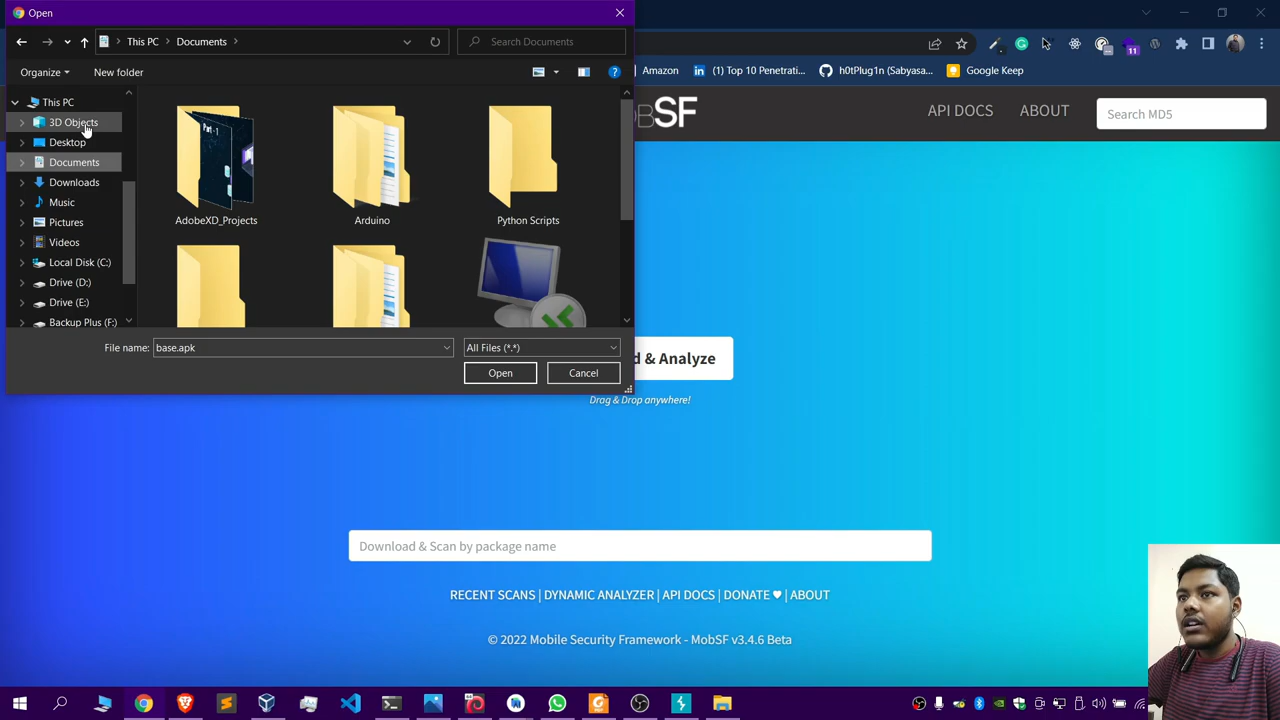 Open
This PC
Documents
Search Documents
Organize
New folder
This PC
3D Objects
Desktop
Documents
Downloads
Music
Pictures
Videos
Local Disk (C:)
Drive (D:)
Drive (E:)
Backup Plus (F:)
AdobeXD_Projects
Arduino
Python Scripts
File name:
base.apk
All Files (*.*)
Open
Cancel
11
Amazon
(1) Top 10 Penetrati...
h0tPlug1n (Sabyasa...
Google Keep
SF
API DOCS
ABOUT
Search MD5
& Analyze
Drag & Drop anywhere!
Download & Scan by package name
RECENT SCANS | DYNAMIC ANALYZER | API DOCS | DONATE ♥ | ABOUT
© 2022 Mobile Security Framework - MobSF v3.4.6 Beta